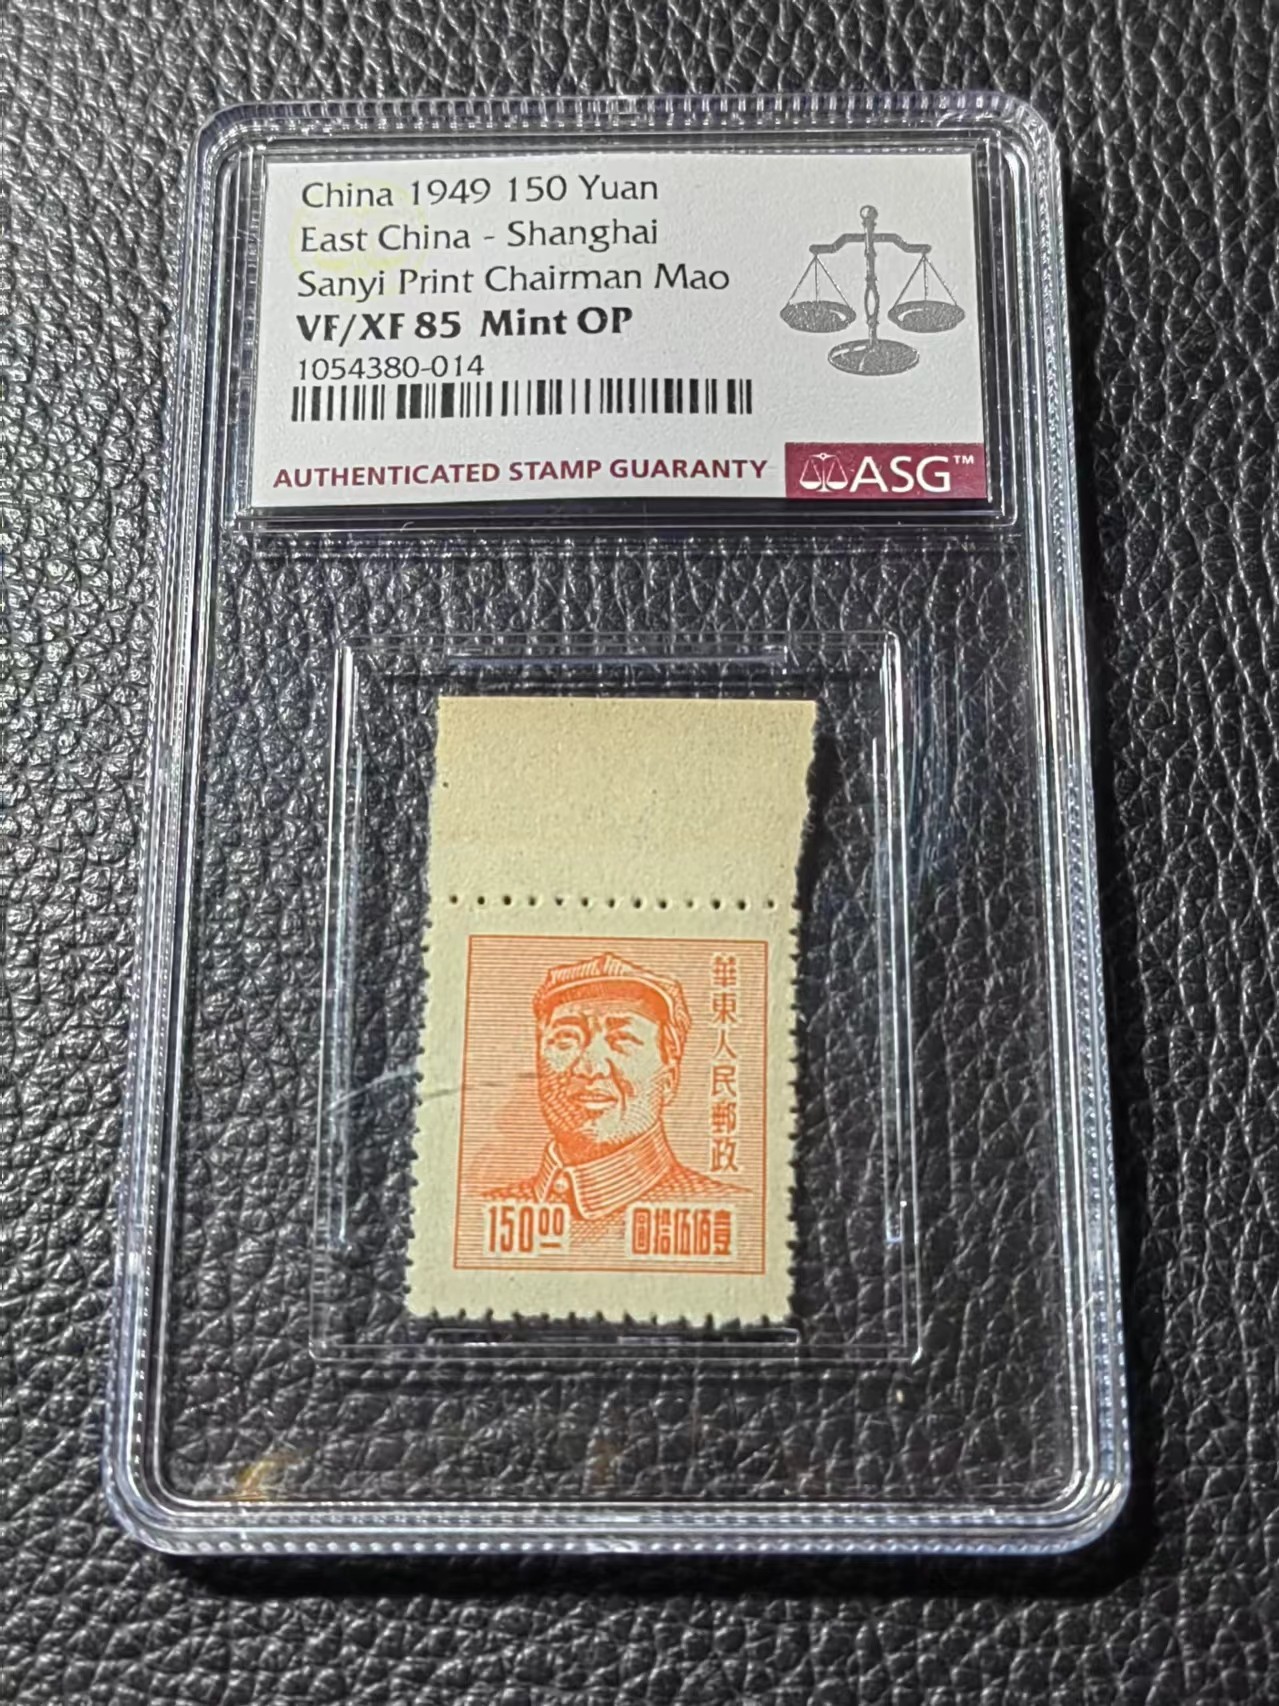 China 1949 150 Yuan
East China - Shanghai
Sanyi Print Chairman Mao
VF/XF 85 Mint OP
1054380-014
AUTHENTICATED STAMP GUARANTY
ASG™
華東人民郵政
15000
圓拾伍佰壹